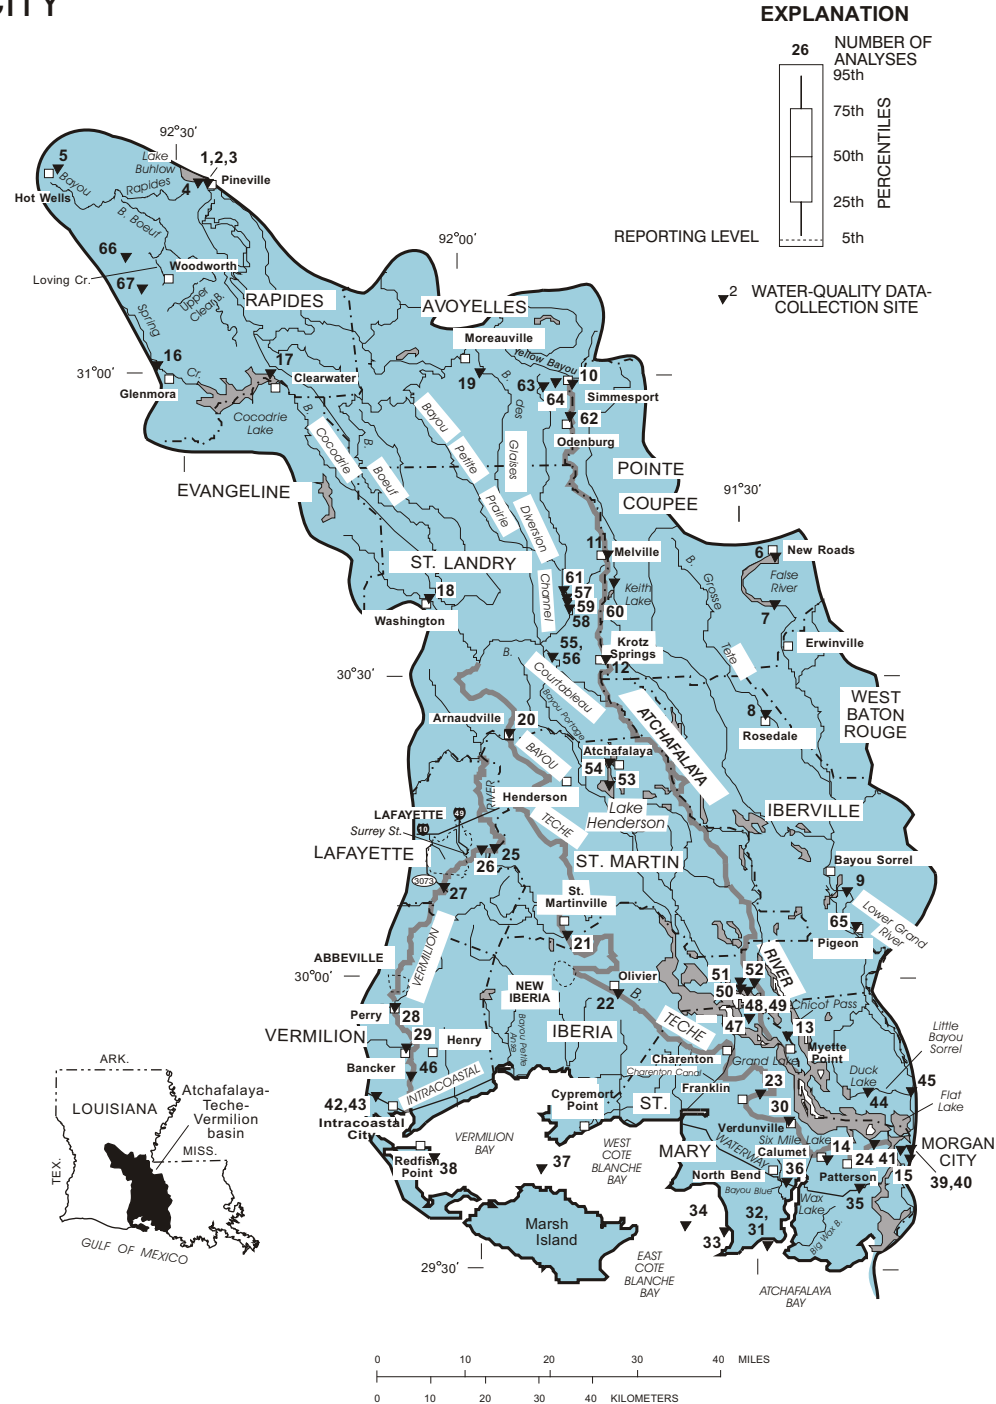 CITY
EXPLANATION
26
NUMBER OF
ANALYSES
95th
75th
50th
25th
5th
PERCENTILES
REPORTING LEVEL
2
WATER-QUALITY DATA-
COLLECTION SITE
92°30'
5
Lake
Buhlow
1,2,3
Pineville
4
Bayou
Rapides
Hot Wells
B. Boeuf
66
Loving Cr.
Woodworth
67
Upper
Clear B.
Spring
Cr.
RAPIDES
92°00'
AVOYELLES
Moreauville
Yellow Bayou
16
31°00'
Glenmora
17
Clearwater
Cocodrie
Lake
19
63
64
10
Simmesport
62
Odenburg
B.
des
Glaises
Diversion
Channel
Bayou
Petite
Prairie
B.
Cocodrie
B.
Boeuf
EVANGELINE
POINTE
COUPEE
91°30'
11
Melville
6
New Roads
False
River
7
ST. LANDRY
18
Washington
61
57
59
58
60
Keith
Lake
B.
Grosse
Tete
Erwinville
55,
56
Krotz
Springs
12
B.
Courtableau
Bayou Portage
30°30'
WEST
BATON
ROUGE
8
Rosedale
ATCHAFALAYA
Arnaudville
20
BAYOU
TECHE
Atchafalaya
54
53
Henderson
Lake
Henderson
IBERVILLE
RIVER
LAFAYETTE
49
10
Surrey St.
LAFAYETTE
25
26
3073
27
ST. MARTIN
Bayou Sorrel
9
65
Lower Grand
River
Pigeon
St.
Martinville
21
VERMILION
ABBEVILLE
30°00'
Olivier
22
B.
TECHE
NEW
IBERIA
IBERIA
51
52
50
48,49
47
RIVER
Chicot Pass
13
Myette
Point
Perry
28
VERMILION
29
Henry
Bancker
46
INTRACOASTAL
Bayou Petite
Anse
Charenton
Charenton Canal
Grand Lake
Little
Bayou
Sorrel
Franklin
23
Duck
Lake
44
45
Flat
Lake
42,43
Intracoastal
City
Cypremort
Point
ST.
MARY
30
Verdunville
Six Mile Lake
Calumet
14
24
41
MORGAN
CITY
15
39,40
Patterson
35
WATERWAY
North Bend
36
Bayou Blue
Wax
Lake
Big Wax B.
VERMILION
BAY
WEST
COTE
BLANCHE
BAY
Redfish
Point
38
37
34
33
32,
31
Marsh
Island
29°30'
EAST
COTE
BLANCHE
BAY
ATCHAFALAYA
BAY
ARK.
LOUISIANA
Atchafalaya-
Teche-
Vermilion
basin
MISS.
TEX.
GULF OF MEXICO
0 10 20 30 40 MILES
0 10 20 30 40 KILOMETERS